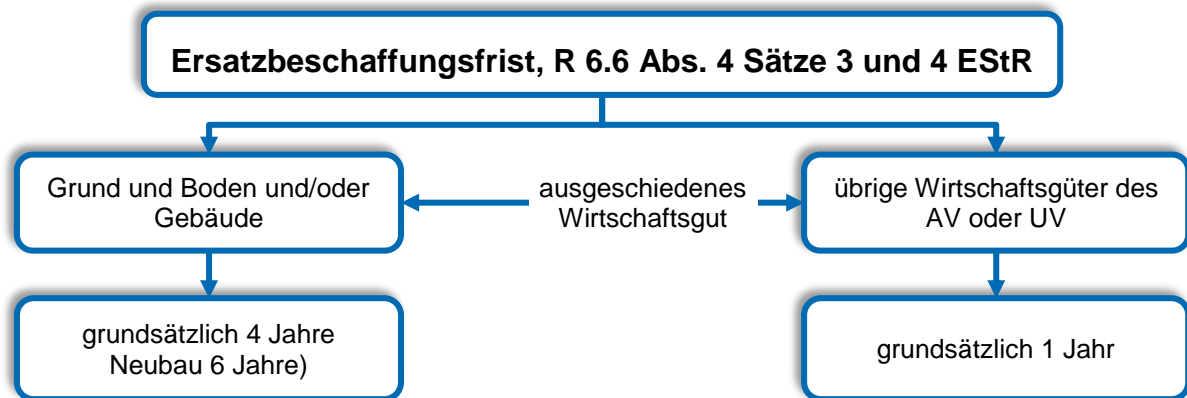 Ersatzbeschaffungsfrist, R 6.6 Abs. 4 Sätze 3 und 4 EStR
Grund und Boden und/oder
Gebäude
ausgeschiedenes
Wirtschaftsgut
übrige Wirtschaftsgüter des
AV oder UV
grundsätzlich 4 Jahre
Neubau 6 Jahre)
grundsätzlich 1 Jahr